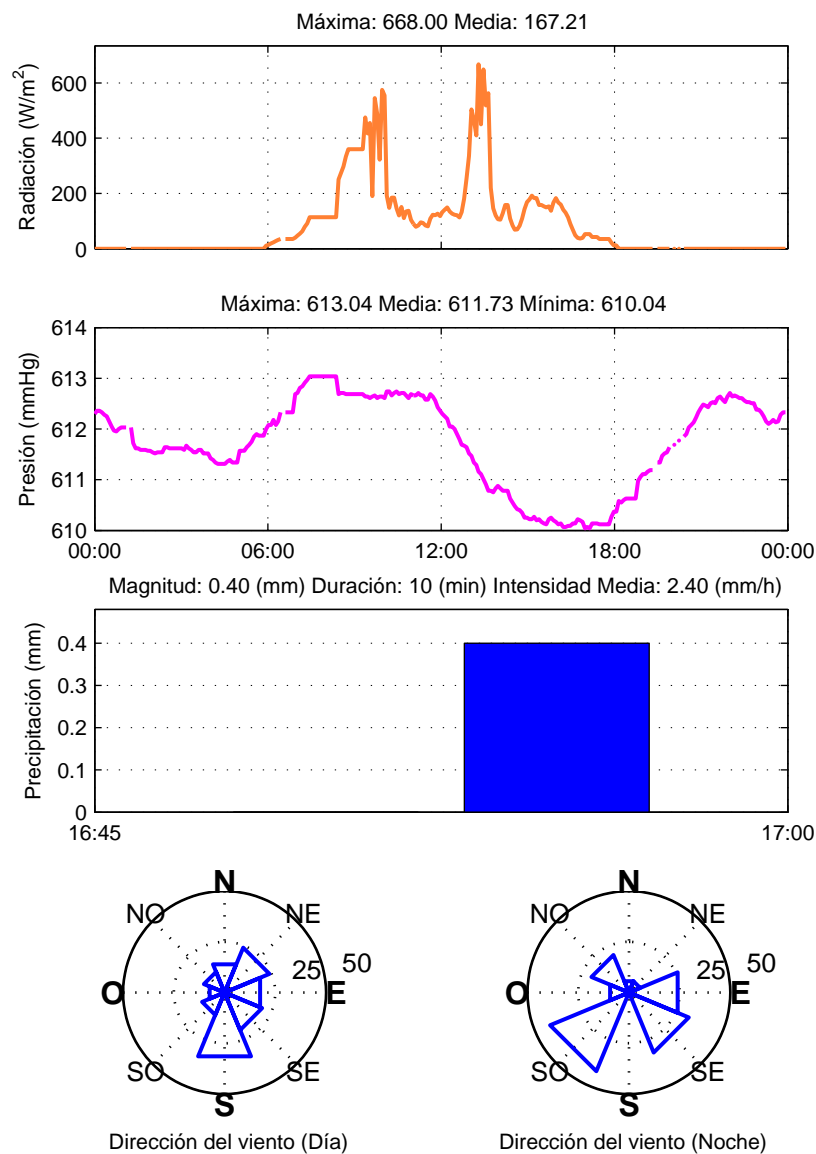 Máxima: 668.00 Media: 167.21
Radiación (W/m²)
600
400
200
0
Máxima: 613.04 Media: 611.73 Mínima: 610.04
Presión (mmHg)
614
613
612
611
610
00:00 06:00 12:00 18:00 00:00
Magnitud: 0.40 (mm) Duración: 10 (min) Intensidad Media: 2.40 (mm/h)
Precipitación (mm)
0.4
0.3
0.2
0.1
0
16:45 17:00
N
NO NE
25 50
O E
SO SE
S
Dirección del viento (Día)
N
NO NE
25 50
O E
SO SE
S
Dirección del viento (Noche)